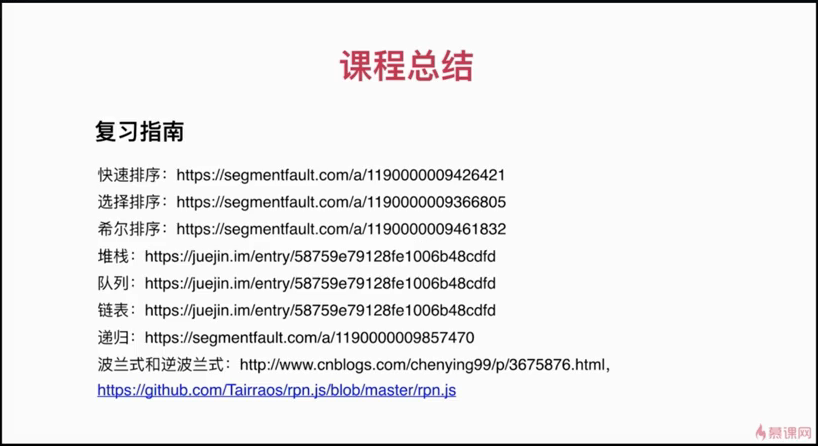 课程总结
复习指南
快速排序：https://segmentfault.com/a/1190000009426421
选择排序：https://segmentfault.com/a/1190000009366805
希尔排序：https://segmentfault.com/a/1190000009461832
堆栈：https://juejin.im/entry/58759e79128fe1006b48cdfd
队列：https://juejin.im/entry/58759e79128fe1006b48cdfd
链表：https://juejin.im/entry/58759e79128fe1006b48cdfd
递归：https://segmentfault.com/a/1190000009857470
波兰式和逆波兰式：http://www.cnblogs.com/chenying99/p/3675876.html，
https://github.com/Tairraos/rpn.js/blob/master/rpn.js
慕课网